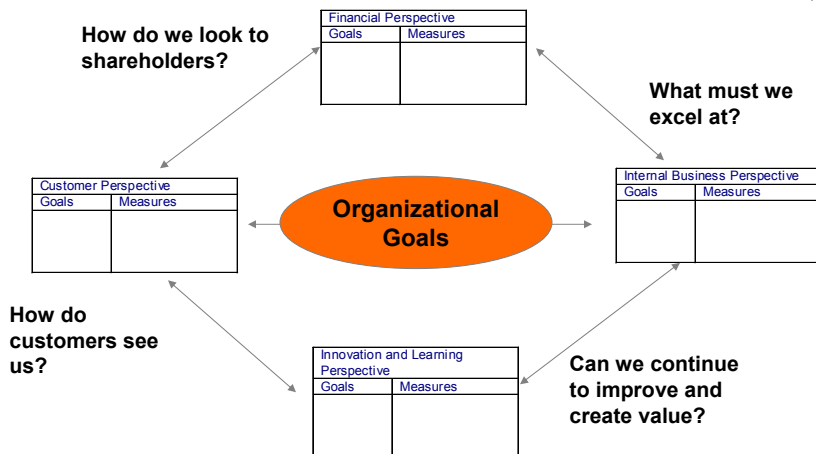 Financial Perspective
Goals Measures
How do we look to
shareholders?
What must we
excel at?
Customer Perspective
Goals Measures
Organizational
Goals
Internal Business Perspective
Goals Measures
How do
customers see
us?
Innovation and Learning
Perspective
Goals Measures
Can we continue
to improve and
create value?